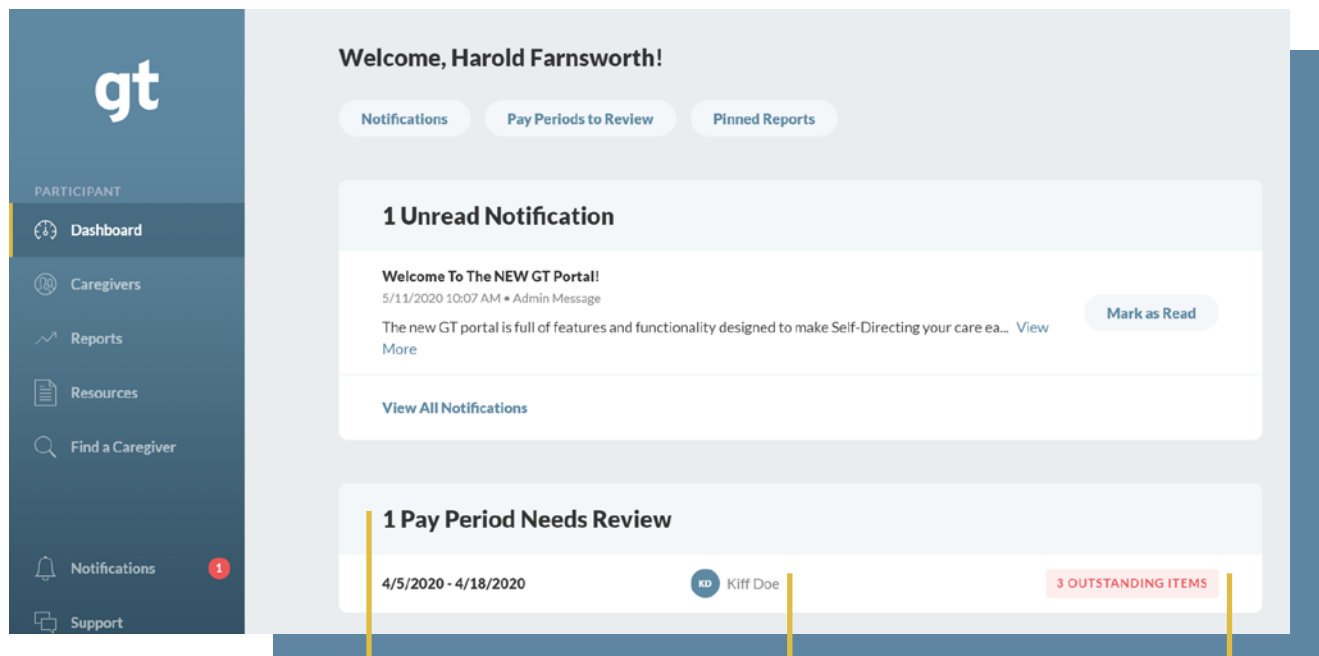 gt
PARTICIPANT
Dashboard
Caregivers
Reports
Resources
Find a Caregiver
Notifications 1
Support
Welcome, Harold Farnsworth!
Notifications Pay Periods to Review Pinned Reports
1 Unread Notification
Welcome To The NEW GT Portal!
5/11/2020 10:07 AM • Admin Message
The new GT portal is full of features and functionality designed to make Self-Directing your care ea... View
More
Mark as Read
View All Notifications
1 Pay Period Needs Review
4/5/2020 - 4/18/2020 KD Kiff Doe 3 OUTSTANDING ITEMS